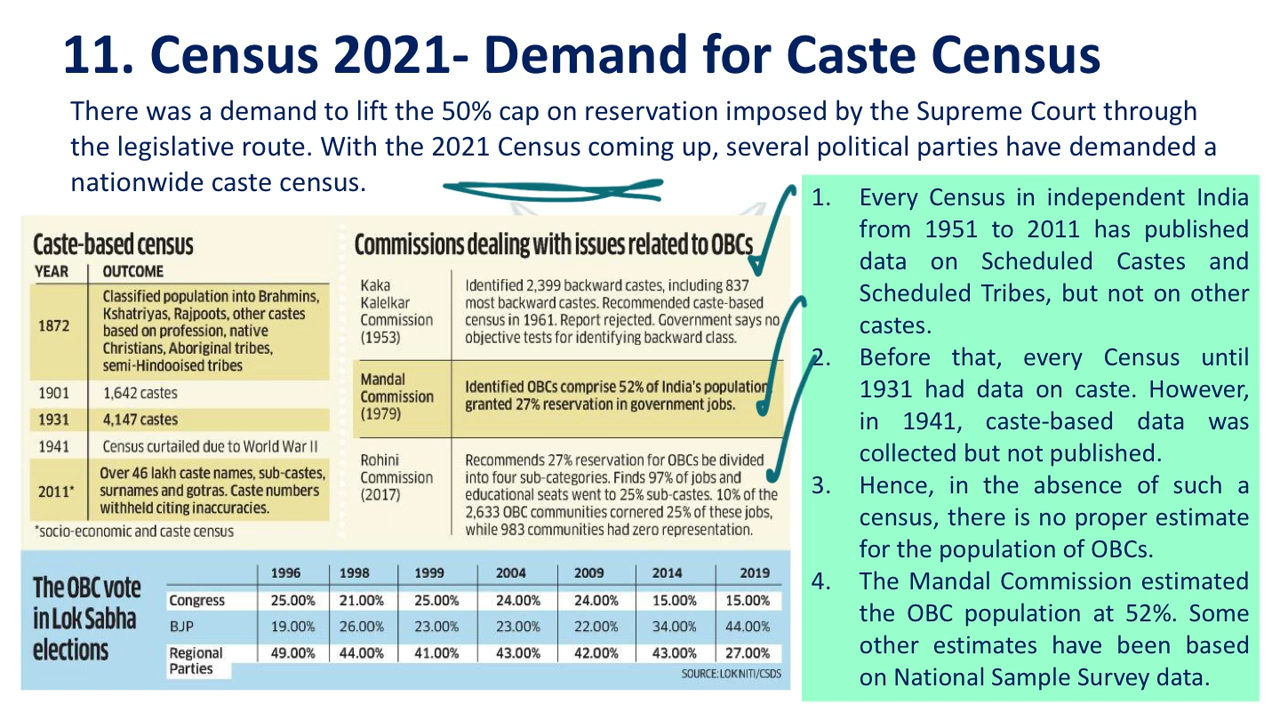 11. Census 2021- Demand for Caste Census
There was a demand to lift the 50% cap on reservation imposed by the Supreme Court through
the legislative route. With the 2021 Census coming up, several political parties have demanded a
nationwide caste census.
Caste-based census
YEAR OUTCOME
1872 Classified population into Brahmins,
Kshatriyas, Rajpoots, other castes
based on profession, native
Christians, Aboriginal tribes,
semi-Hindooised tribes
1901 1,642 castes
1931 4,147 castes
1941 Census curtailed due to World War II
2011* Over 46 lakh caste names, sub-castes,
surnames and gotras. Caste numbers
withheld citing inaccuracies.
*socio-economic and caste census
Commissions dealing with issues related to OBCs
Kaka
Kalelkar
Commission
(1953)
Identified 2,399 backward castes, including 837
most backward castes. Recommended caste-based
census in 1961. Report rejected. Government says no
objective tests for identifying backward class.
Mandal
Commission
(1979)
Identified OBCs comprise 52% of India's population,
granted 27% reservation in government jobs.
Rohini
Commission
(2017)
Recommends 27% reservation for OBCs be divided
into four sub-categories. Finds 97% of jobs and
educational seats went to 25% sub-castes. 10% of the
2,633 OBC communities cornered 25% of these jobs,
while 983 communities had zero representation.
The OBC vote
in Lok Sabha
elections
1996 1998 1999 2004 2009 2014 2019
Congress 25.00% 21.00% 25.00% 24.00% 24.00% 15.00% 15.00%
BJP 19.00% 26.00% 23.00% 23.00% 22.00% 34.00% 44.00%
Regional
Parties 49.00% 44.00% 41.00% 43.00% 42.00% 43.00% 27.00%
SOURCE: LOKNITI/CSDS
1. Every Census in independent India
from 1951 to 2011 has published
data on Scheduled Castes and
Scheduled Tribes, but not on other
castes.
2. Before that, every Census until
1931 had data on caste. However,
in 1941, caste-based data was
collected but not published.
3. Hence, in the absence of such a
census, there is no proper estimate
for the population of OBCs.
4. The Mandal Commission estimated
the OBC population at 52%. Some
other estimates have been based
on National Sample Survey data.